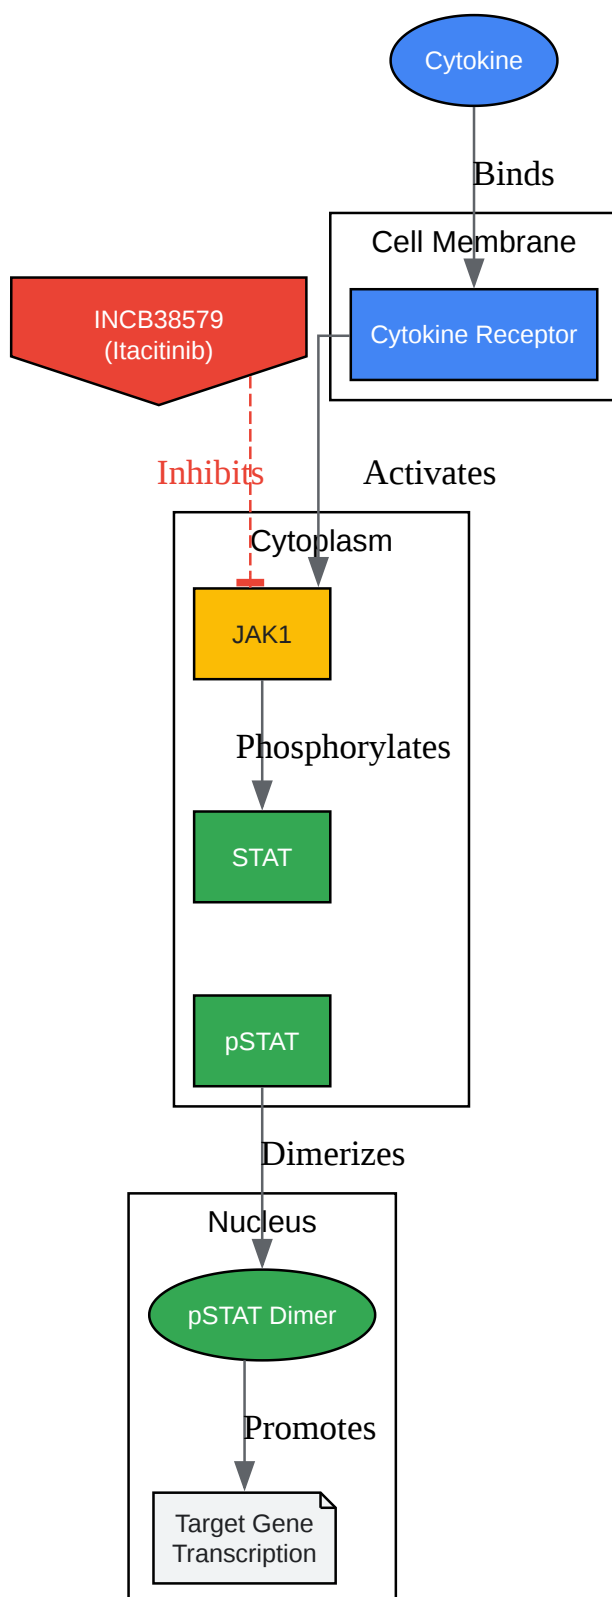 Cytokine
Binds
Cell Membrane
INCB38579
(Itacitinib)
Cytokine Receptor
Inhibits
Activates
Cytoplasm
JAK1
Phosphorylates
STAT
pSTAT
Dimerizes
Nucleus
pSTAT Dimer
Promotes
Target Gene
Transcription